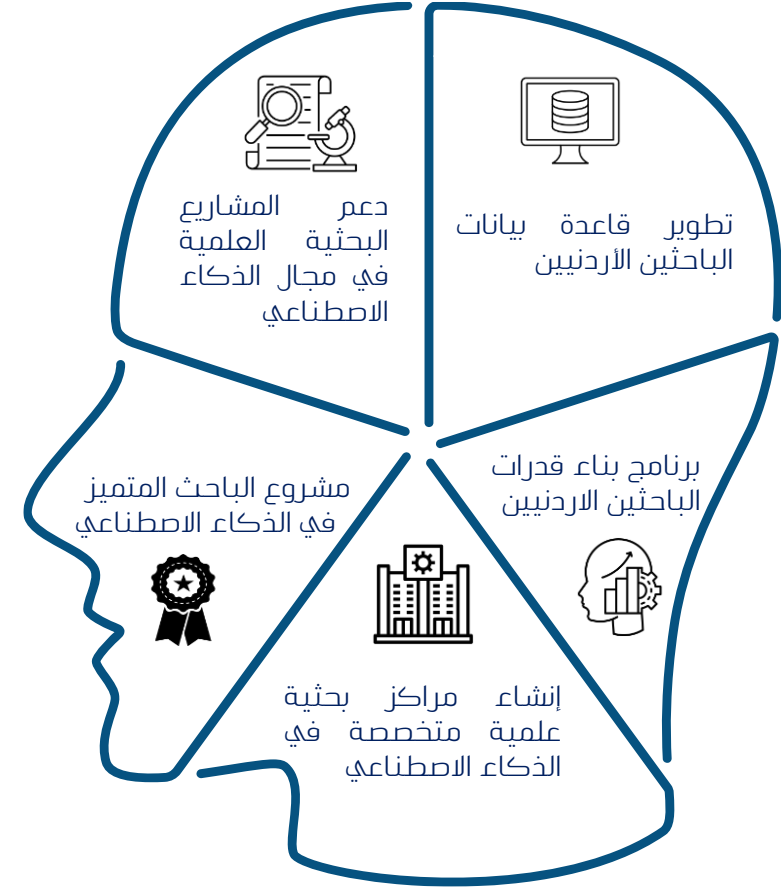 تطوير قاعدة بيانات
الباحثين الأردنيين
دعم المشاريع
البحثية العلمية
في مجال الذكاء
الاصطناعي
برنامج بناء قدرات
الباحثين الاردنيين
مشروع الباحث المتميز
في الذكاء الاصطناعي
إنشاء مراكز بحثية
علمية متخصصة في
الذكاء الاصطناعي